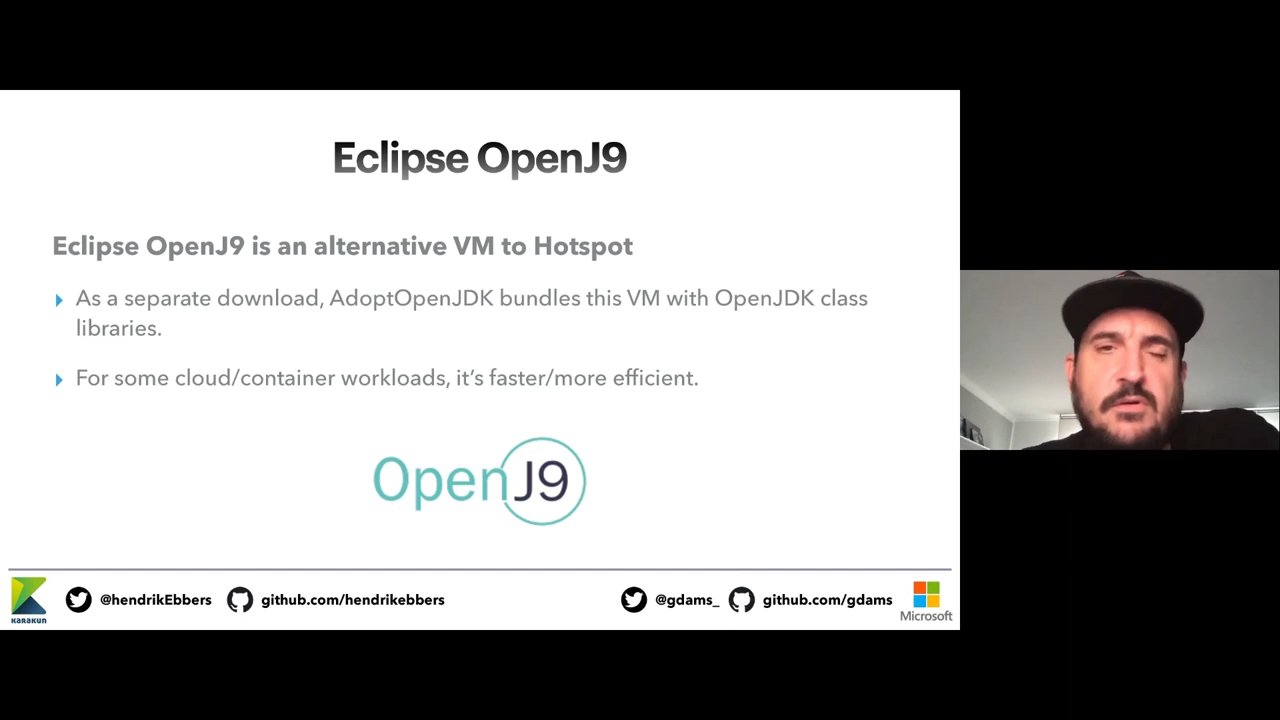 Eclipse OpenJ9
Eclipse OpenJ9 is an alternative VM to Hotspot
As a separate download, AdoptOpenJDK bundles this VM with OpenJDK class
libraries.
For some cloud/container workloads, it’s faster/more efficient.
OpenJ9
KARAKUN
@hendrikEbbers
github.com/hendrikebbers
@gdams_
github.com/gdams
Microsoft